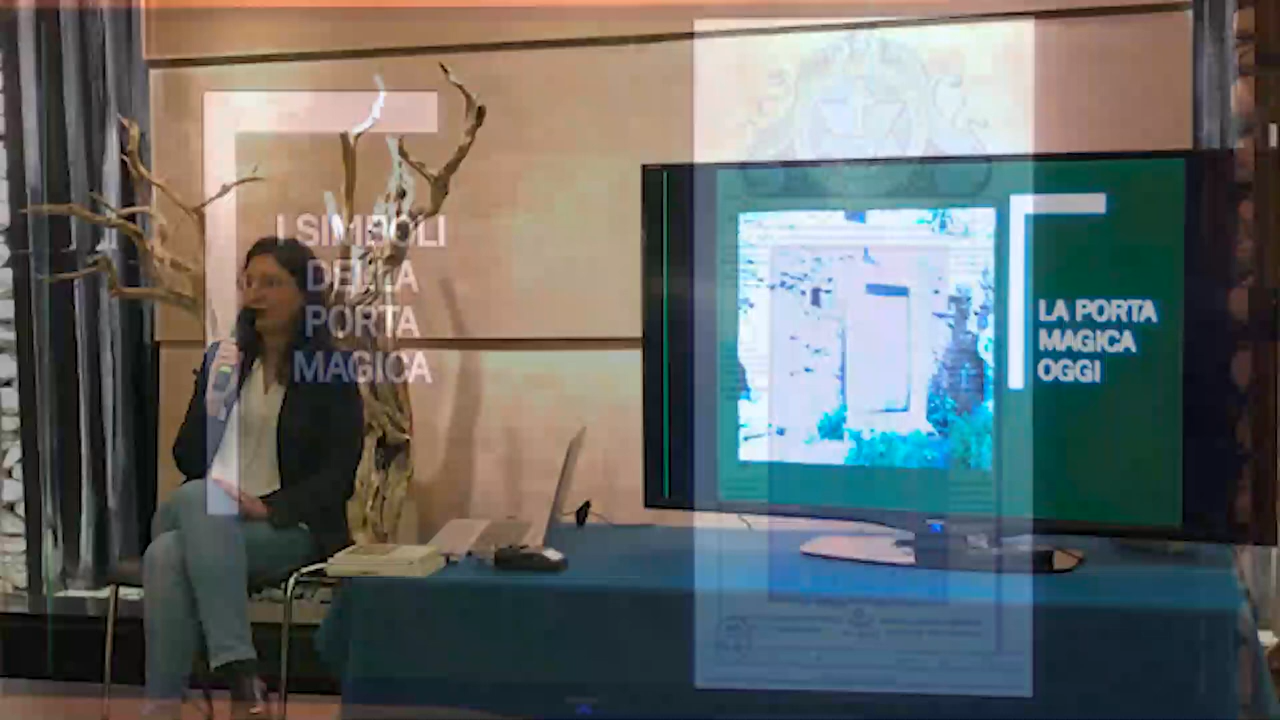 I SIMBOLI
DELLA
PORTA
MAGICA
LA PORTA
MAGICA
OGGI